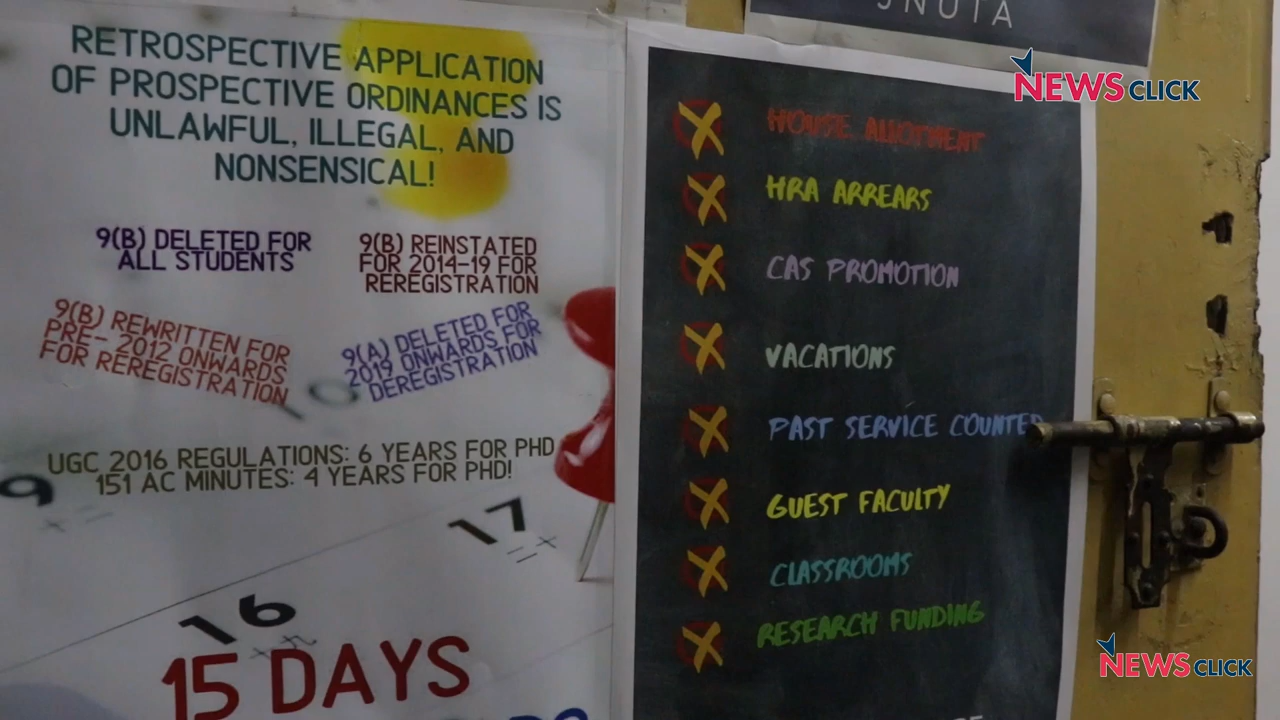 RETROSPECTIVE APPLICATION
OF PROSPECTIVE ORDINANCES IS
UNLAWFUL, ILLEGAL, AND
NONSENSICAL!
9(B) DELETED FOR
ALL STUDENTS
9(B) REINSTATED
FOR 2014-19 FOR
REREGISTRATION
9(B) REWRITTEN FOR
PRE- 2012 ONWARDS
FOR REREGISTRATION
9(A) DELETED FOR
2019 ONWARDS FOR
DEREGISTRATION
10
UGC 2016 REGULATIONS: 6 YEARS FOR PHD
151 AC MINUTES: 4 YEARS FOR PHD!
9
17
16
15 DAYS
JNUTA
HOUSE ALLOTMENT
HRA ARREARS
CAS PROMOTION
VACATIONS
PAST SERVICE COUNTED
GUEST FACULTY
CLASSROOMS
RESEARCH FUNDING
NEWSCLICK
NEWSCLICK